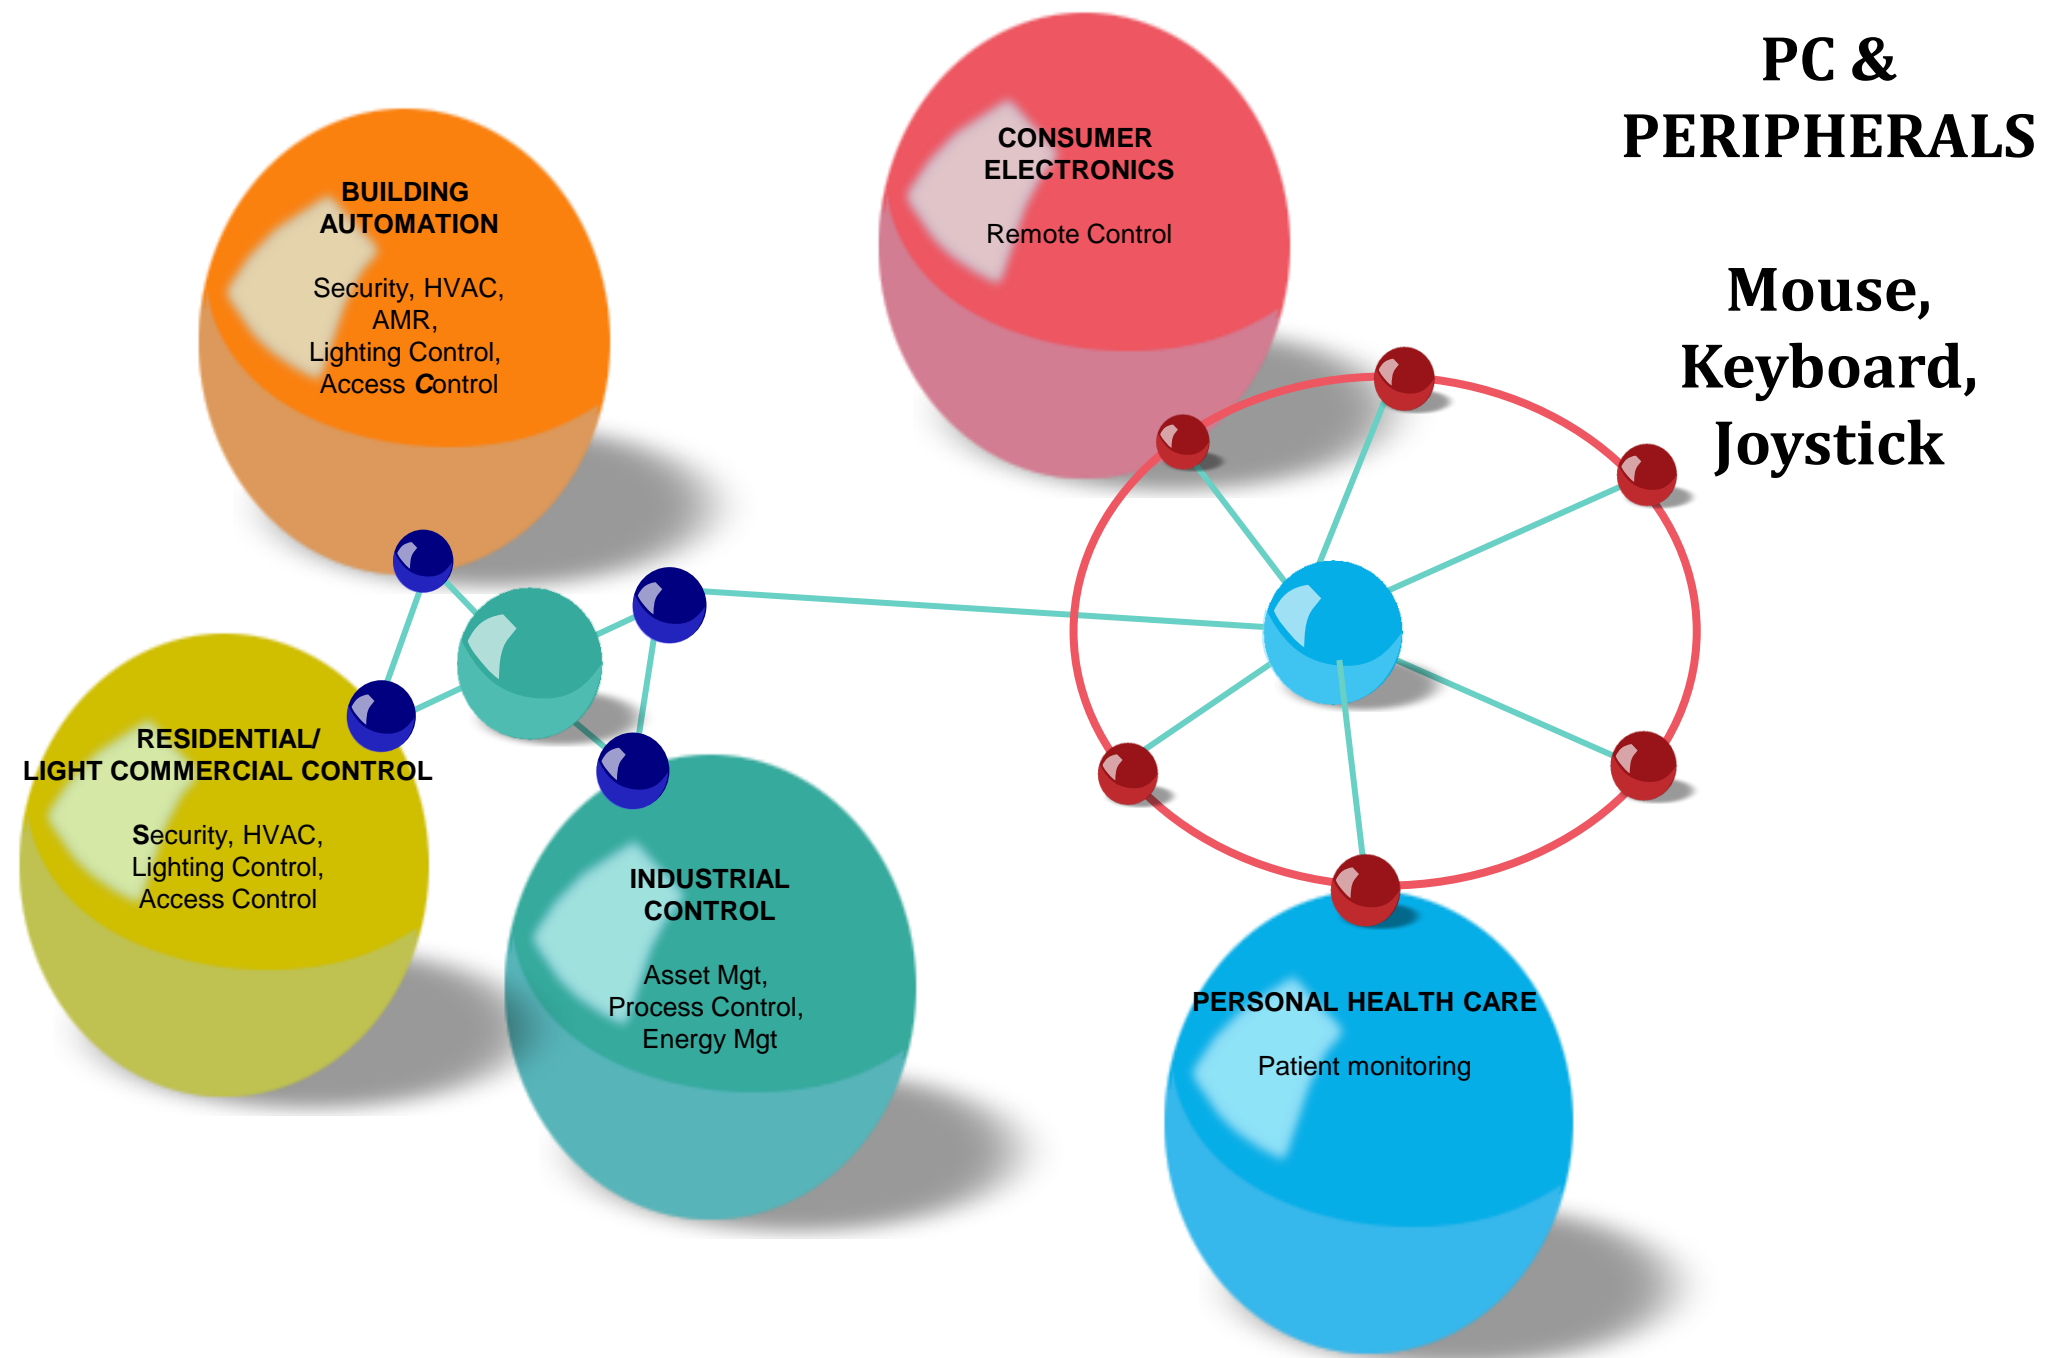 PC &
PERIPHERALS
Mouse,
Keyboard,
Joystick
CONSUMER
ELECTRONICS
Remote Control
BUILDING
AUTOMATION
Security, HVAC,
AMR,
Lighting Control,
Access Control
RESIDENTIAL/
LIGHT COMMERCIAL CONTROL
Security, HVAC,
Lighting Control,
Access Control
INDUSTRIAL
CONTROL
Asset Mgt,
Process Control,
Energy Mgt
PERSONAL HEALTH CARE
Patient monitoring